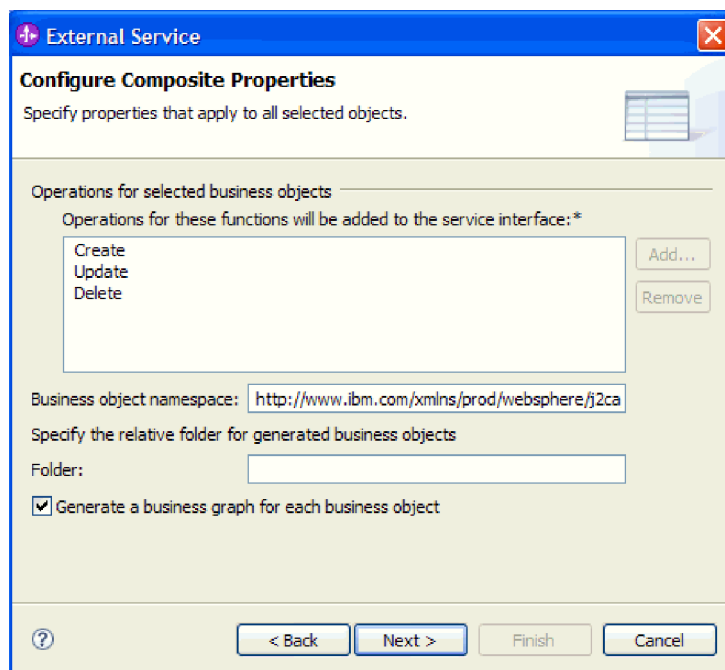 External Service
Configure Composite Properties
Specify properties that apply to all selected objects.
Operations for selected business objects
Operations for these functions will be added to the service interface:*
Create
Update
Delete
Add...
Remove
Business object namespace: http://www.ibm.com/xmlns/prod/websphere/j2ca
Specify the relative folder for generated business objects
Folder:
Generate a business graph for each business object
? < Back Next > Finish Cancel